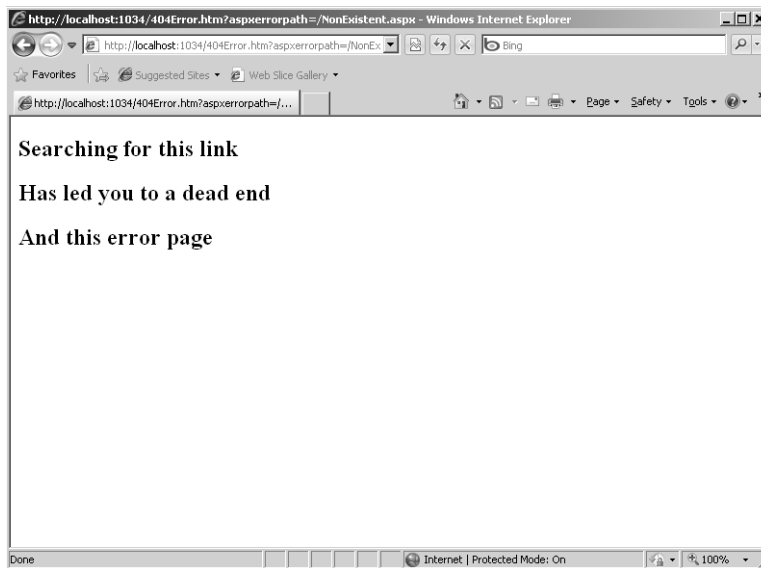 http://localhost:1034/404Error.htm?aspxerrorpath=/NonExistent.aspx - Windows Internet Explorer
http://localhost:1034/404Error.htm?aspxerrorpath=/NonEx Bing
Favorites Suggested Sites Web Slice Gallery
http://localhost:1034/404Error.htm?aspxerrorpath=/... Page Safety Tools
Searching for this link
Has led you to a dead end
And this error page
Done Internet | Protected Mode: On 100%